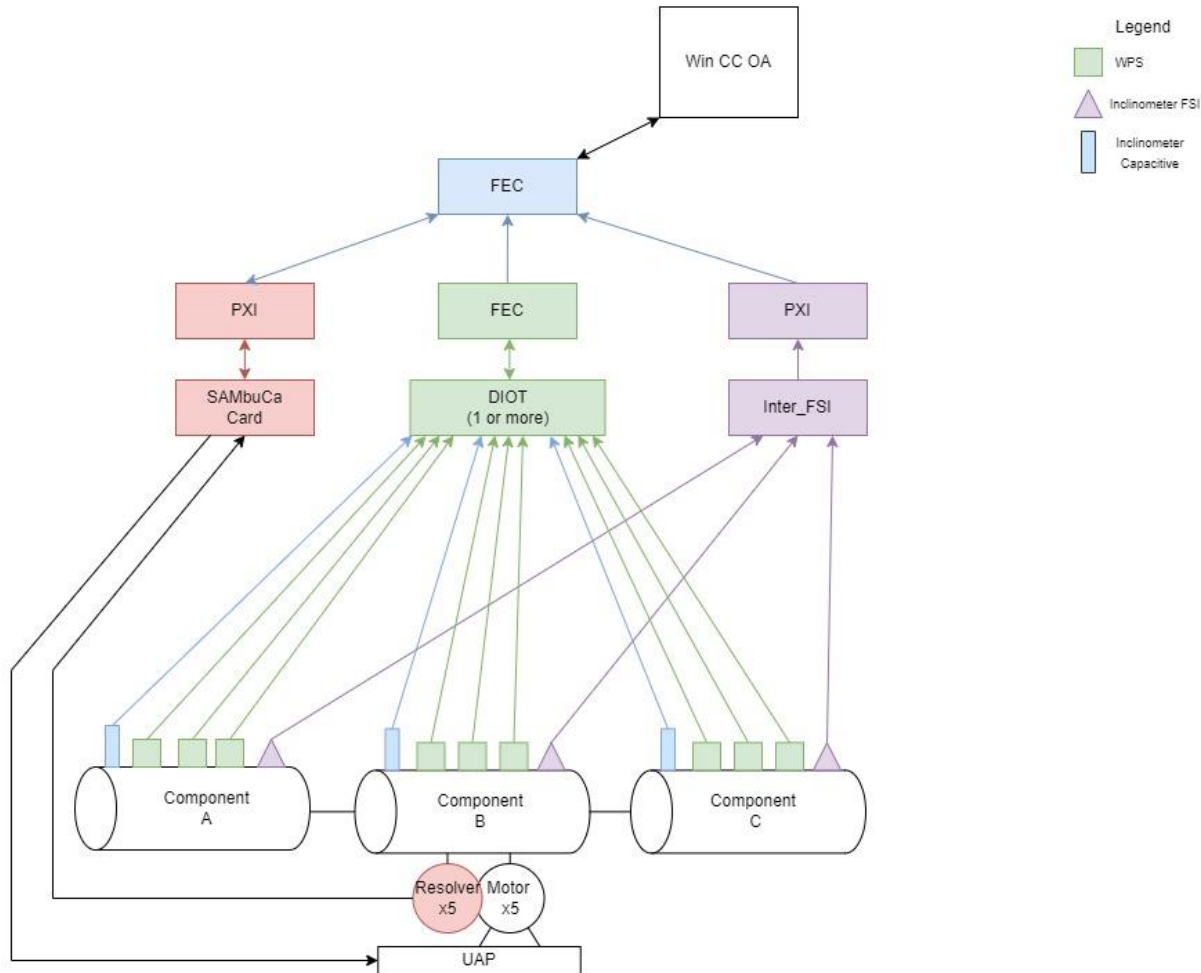 Win CC OA
Legend
WPS
Inclinometer FSI
Inclinometer
Capacitive
FEC
PXI
FEC
PXI
SAMbuCa
Card
DIOT
(1 or more)
Inter_FSI
Component
A
Component
B
Component
C
Resolver
x5
Motor
x5
UAP